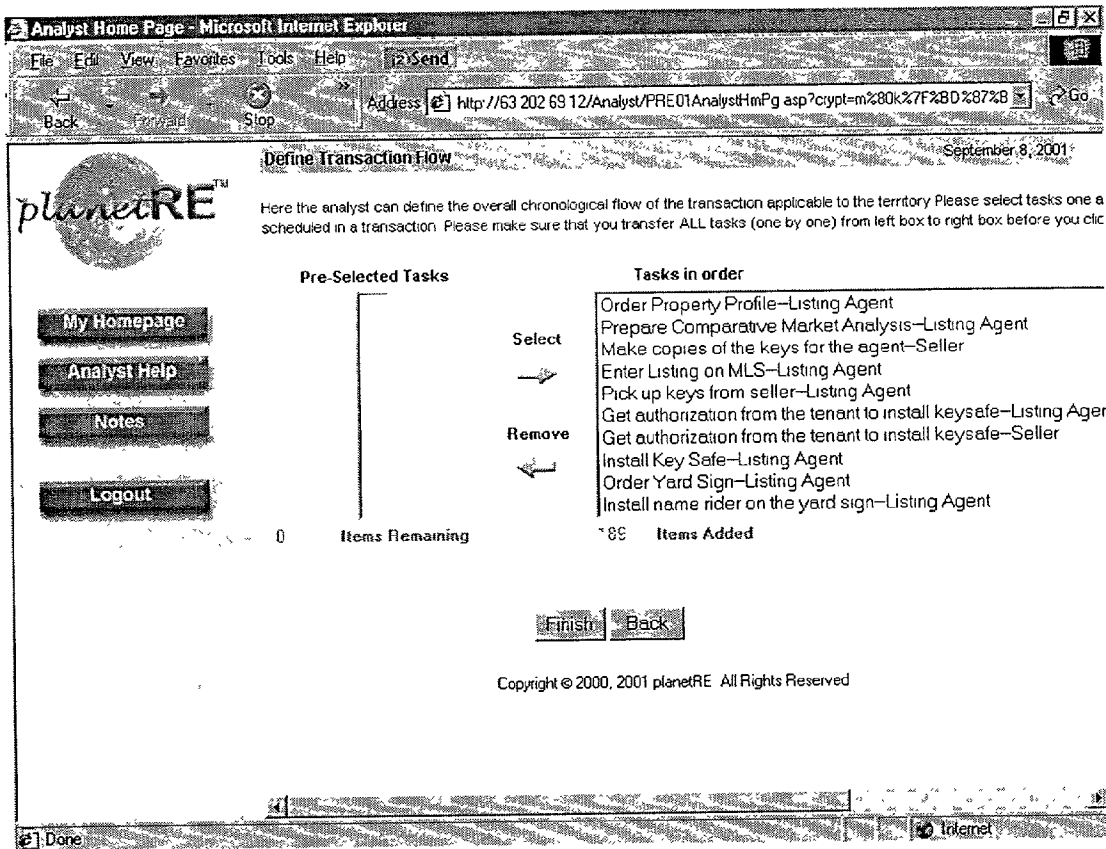 Analyst Home Page - Microsoft Internet Explorer
File Edit View Favorites Tools Help Send
Back Forward Stop » Address http://63 202 69 12/Analyst/PRE01AnalystHmPg asp?crypt=m%80k%7F%BD%87%B Go
Define Transaction Flow September 8, 2001
planetRE™
Here the analyst can define the overall chronological flow of the transaction applicable to the territory Please select tasks one a
scheduled in a transaction Please make sure that you transfer ALL tasks (one by one) from left box to right box before you clic
Pre-Selected Tasks Tasks in order
Order Property Profile–Listing Agent
My Homepage
Prepare Comparative Market Analysis–Listing Agent
Select
Make copies of the keys for the agent–Seller
Analyst Help
Enter Listing on MLS–Listing Agent
Pick up keys from seller–Listing Agent
Notes
Get authorization from the tenant to install keysafe–Listing Ager
Remove
Get authorization from the tenant to install keysafe–Seller
Install Key Safe–Listing Agent
Logout
Order Yard Sign–Listing Agent
Install name rider on the yard sign–Listing Agent
0 Items Remaining Items Added
Finish Back
Copyright © 2000, 2001 planetRE All Rights Reserved
Done Internet